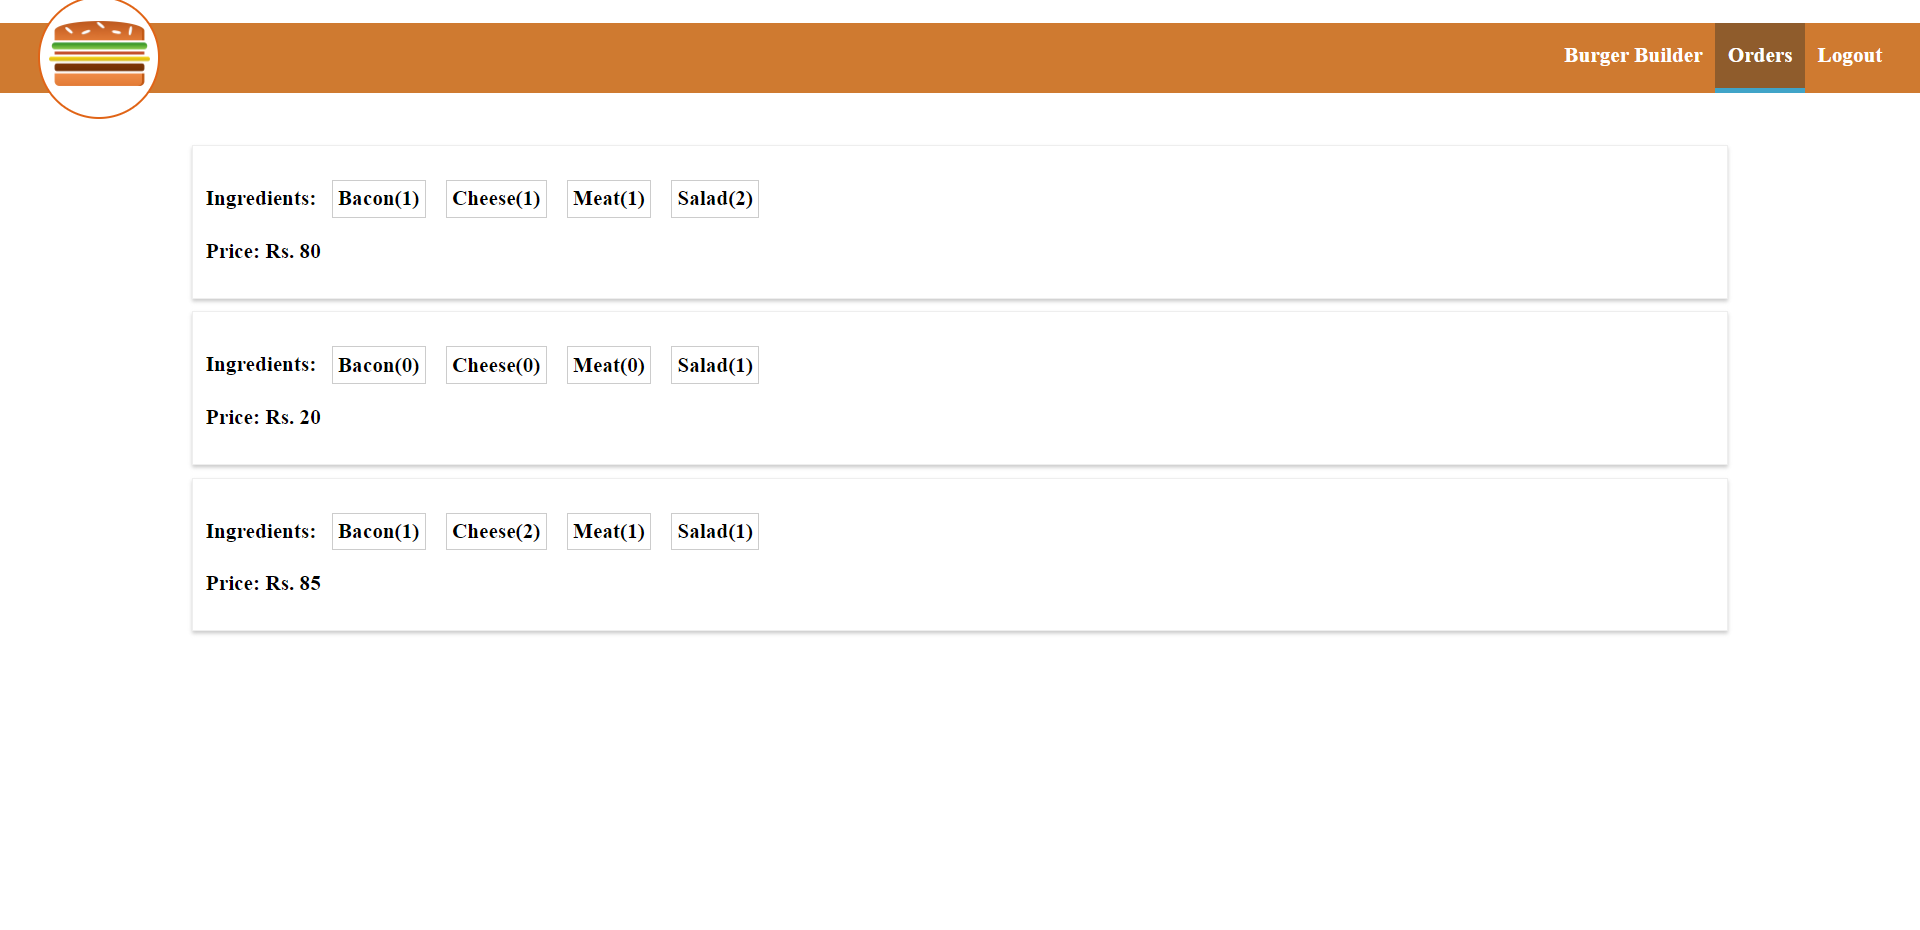 Burger Builder Orders Logout
Ingredients: Bacon(1) Cheese(1) Meat(1) Salad(2)
Price: Rs. 80
Ingredients: Bacon(0) Cheese(0) Meat(0) Salad(1)
Price: Rs. 20
Ingredients: Bacon(1) Cheese(2) Meat(1) Salad(1)
Price: Rs. 85